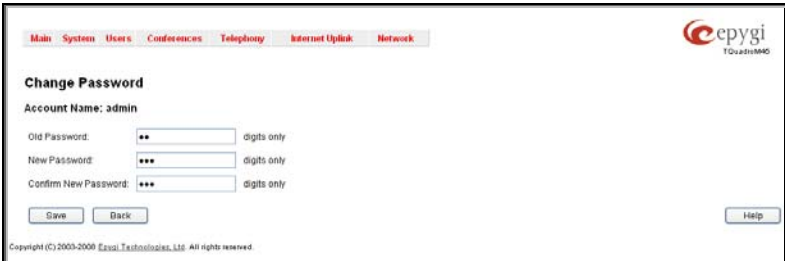 Main System Users Conferences Telephony Internet Uplink Network
epygi
TQuadroM45
Change Password
Account Name: admin
Old Password: •• digits only
New Password: ••• digits only
Confirm New Password: ••• digits only
Save Back Help
Copyright (C) 2003-2008 Epygi Technologies, Ltd. All rights reserved.